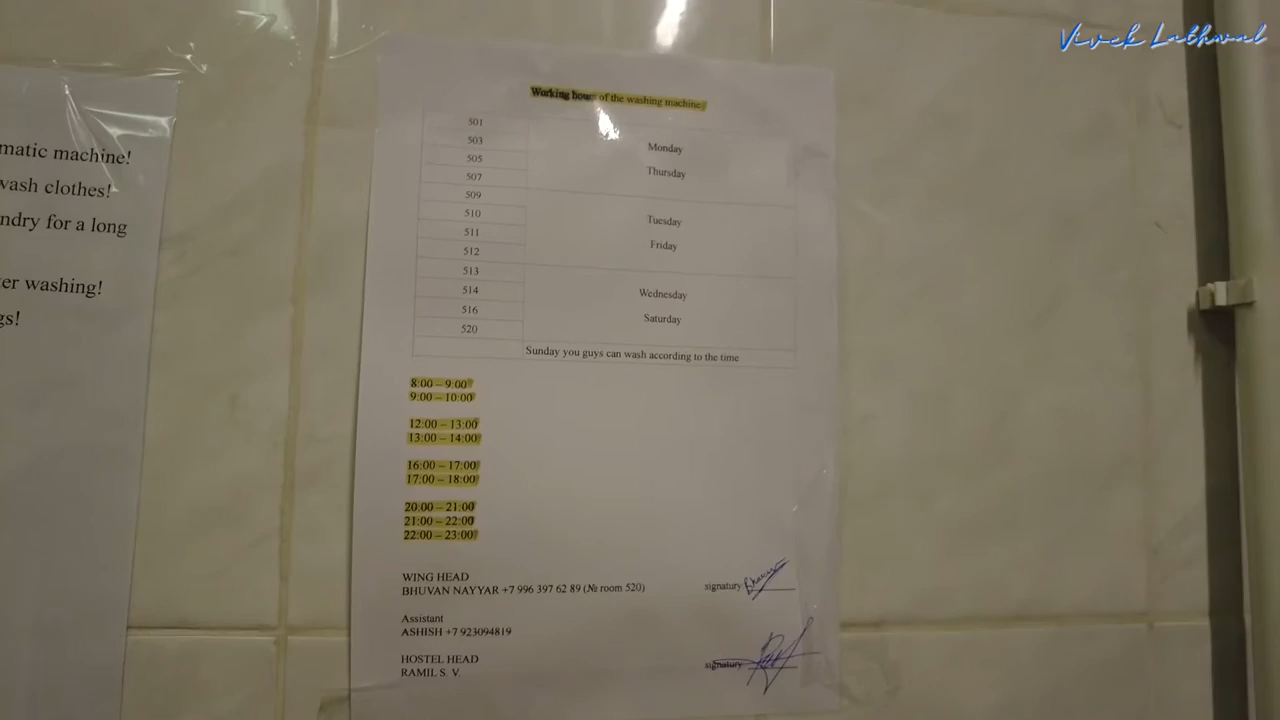 Vivek Lathwal
matic machine!
wash clothes!
ndry for a long
er washing!
gs!
Working hours of the washing machine
501
503
505
507
Monday
Thursday
509
510
511
512
Tuesday
Friday
513
514
516
520
Wednesday
Saturday
Sunday you guys can wash according to the time
8:00 – 9:00
9:00 – 10:00
12:00 – 13:00
13:00 – 14:00
16:00 – 17:00
17:00 – 18:00
20:00 – 21:00
21:00 – 22:00
22:00 – 23:00
WING HEAD
BHUVAN NAYYAR +7 996 397 62 89 (№ room 520)
signatury Bhuvan
Assistant
ASHISH +7 923094819
HOSTEL HEAD
RAMIL S. V.
signatury